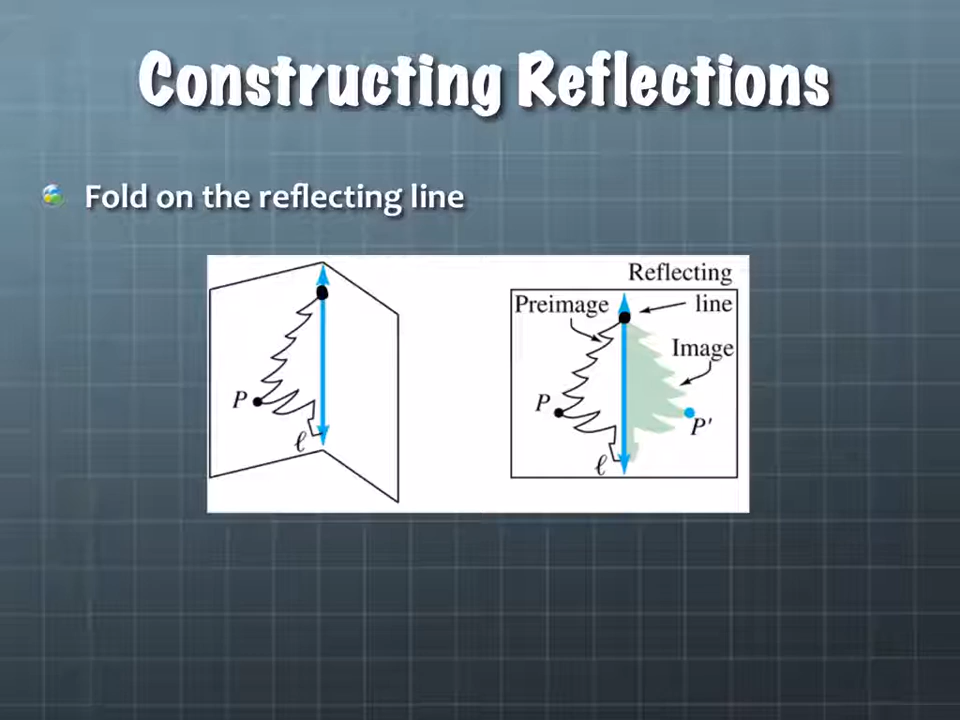 Constructing Reflections
Fold on the reflecting line
P
ℓ
Reflecting
line
Preimage
Image
P
P'
ℓ